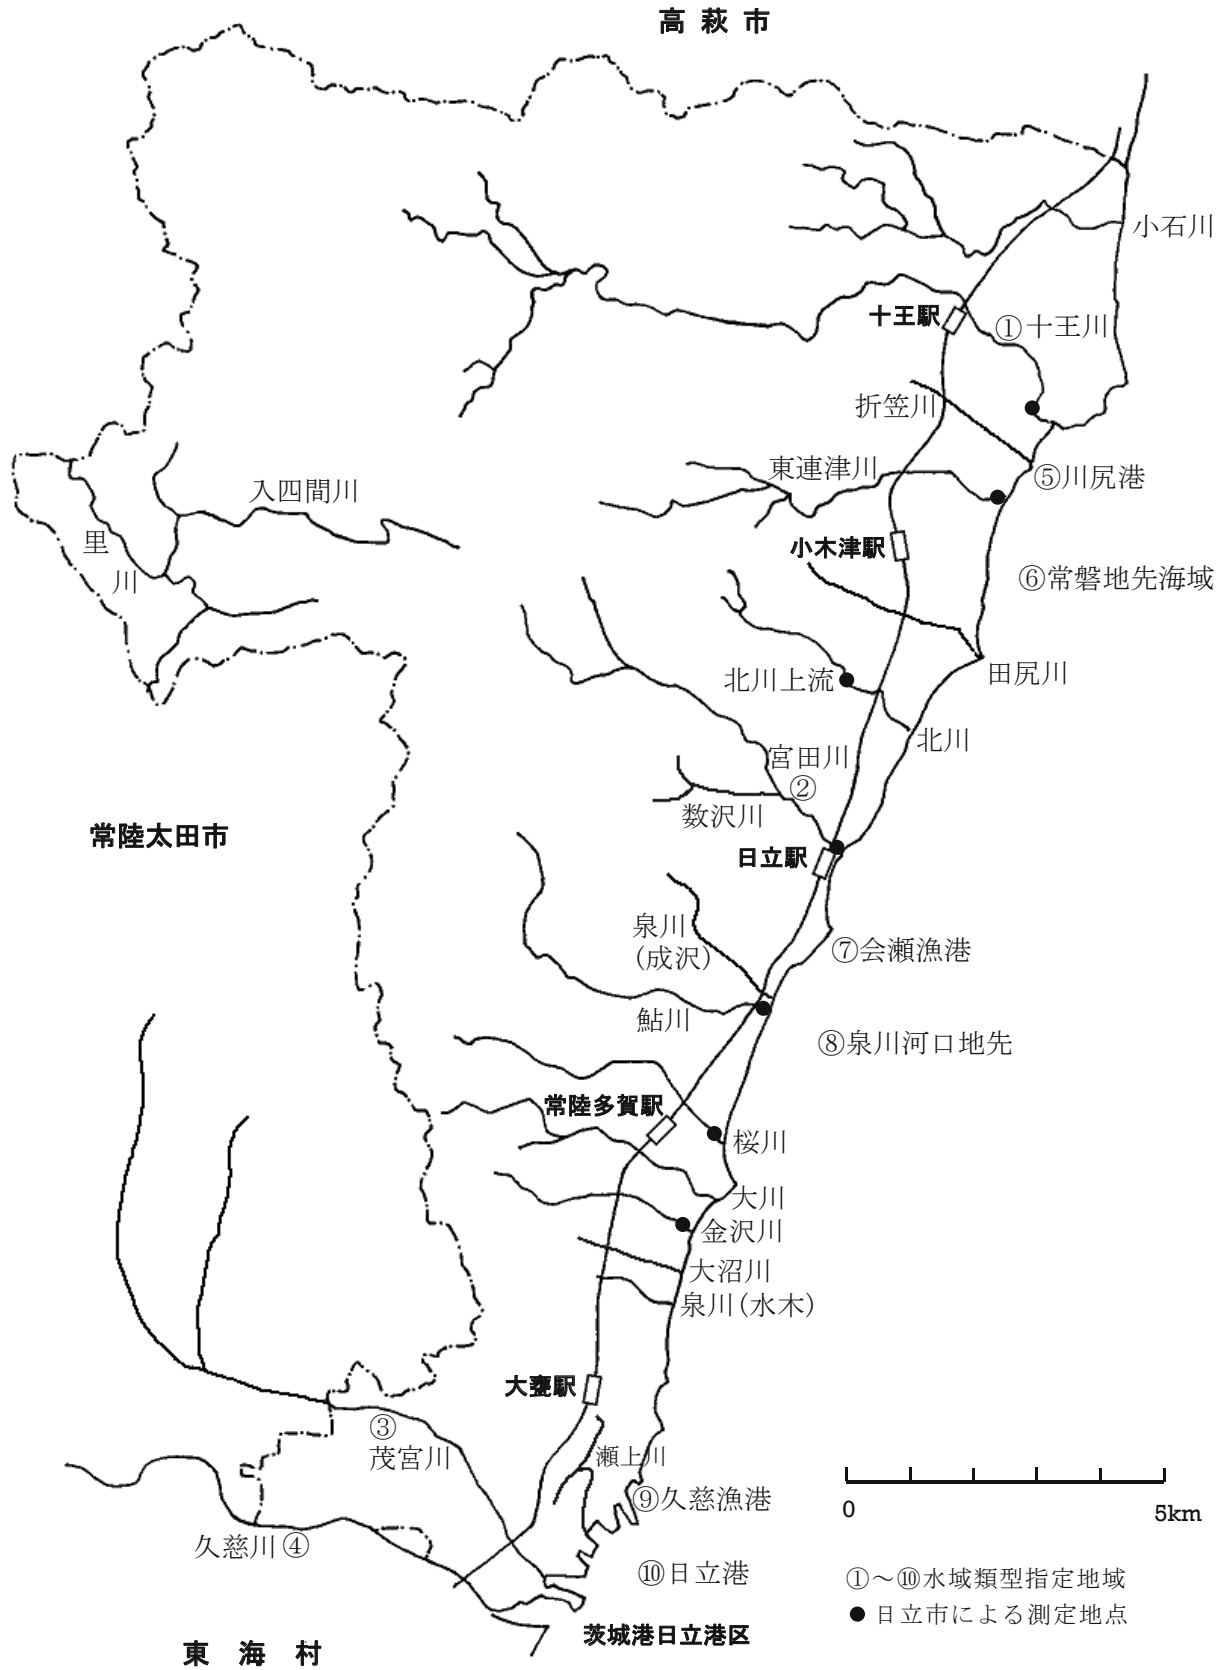 高萩市
小石川
十王駅
①十王川
折笠川
東連津川
⑤川尻港
入四間川
里
川
小木津駅
⑥常磐地先海域
田尻川
北川上流
北川
宮田川
②
数沢川
常陸太田市
日立駅
泉川
(成沢)
⑦会瀬漁港
鮎川
⑧泉川河口地先
常陸多賀駅
桜川
大川
金沢川
大沼川
泉川(水木)
大甕駅
③
茂宮川
瀬上川
⑨久慈漁港
0
5km
久慈川④
⑩日立港
①～⑩水域類型指定地域
●日立市による測定地点
茨城港日立港区
東海村